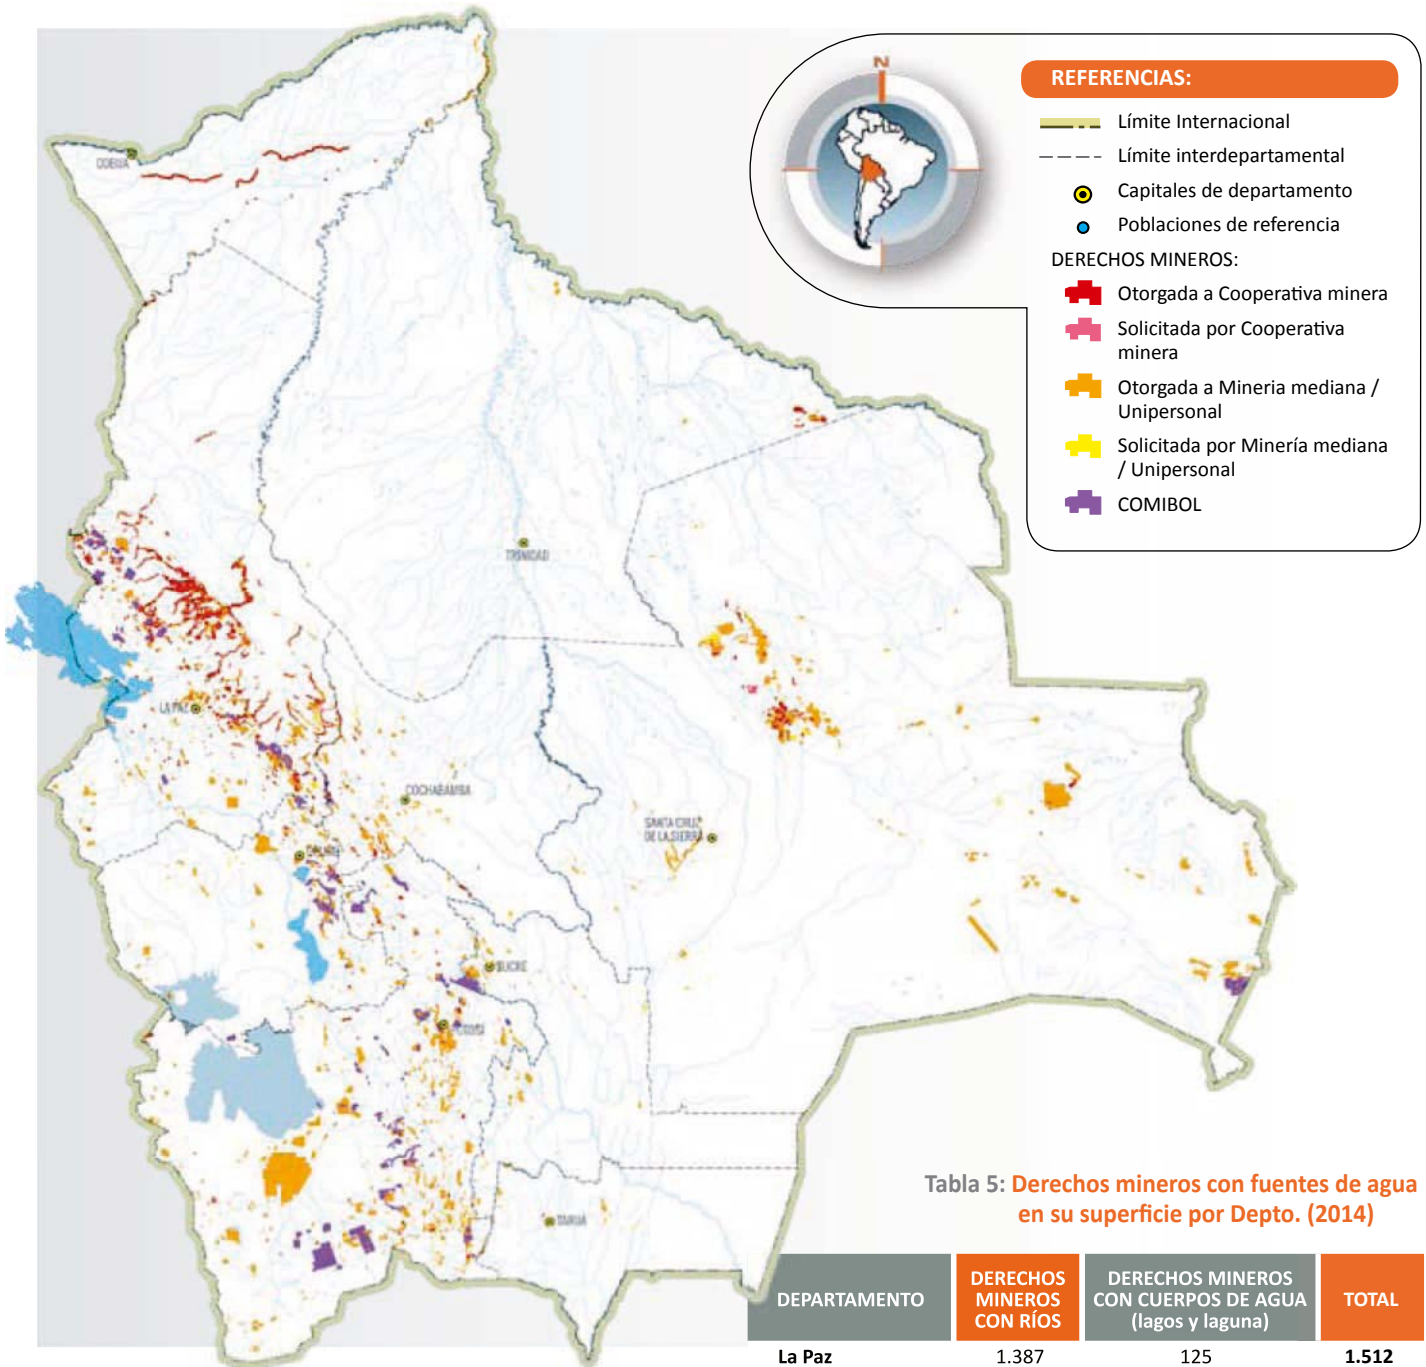 N
REFERENCIAS:
Límite Internacional
Límite interdepartamental
Capitales de departamento
Poblaciones de referencia
DERECHOS MINEROS:
Otorgada a Cooperativa minera
Solicitada por Cooperativa
minera
Otorgada a Mineria mediana /
Unipersonal
Solicitada por Minería mediana
/ Unipersonal
COMIBOL
COBIJA
TRINIDAD
LA PAZ
COCHABAMBA
SANTA CRUZ
DE LA SIERRA
ORURO
SUCRE
POTOSI
TARIJA
Tabla 5: Derechos mineros con fuentes de agua
en su superficie por Depto. (2014)
DEPARTAMENTO
DERECHOS
MINEROS
CON RÍOS
DERECHOS MINEROS
CON CUERPOS DE AGUA
(lagos y laguna)
TOTAL
La Paz 1.387 125 1.512